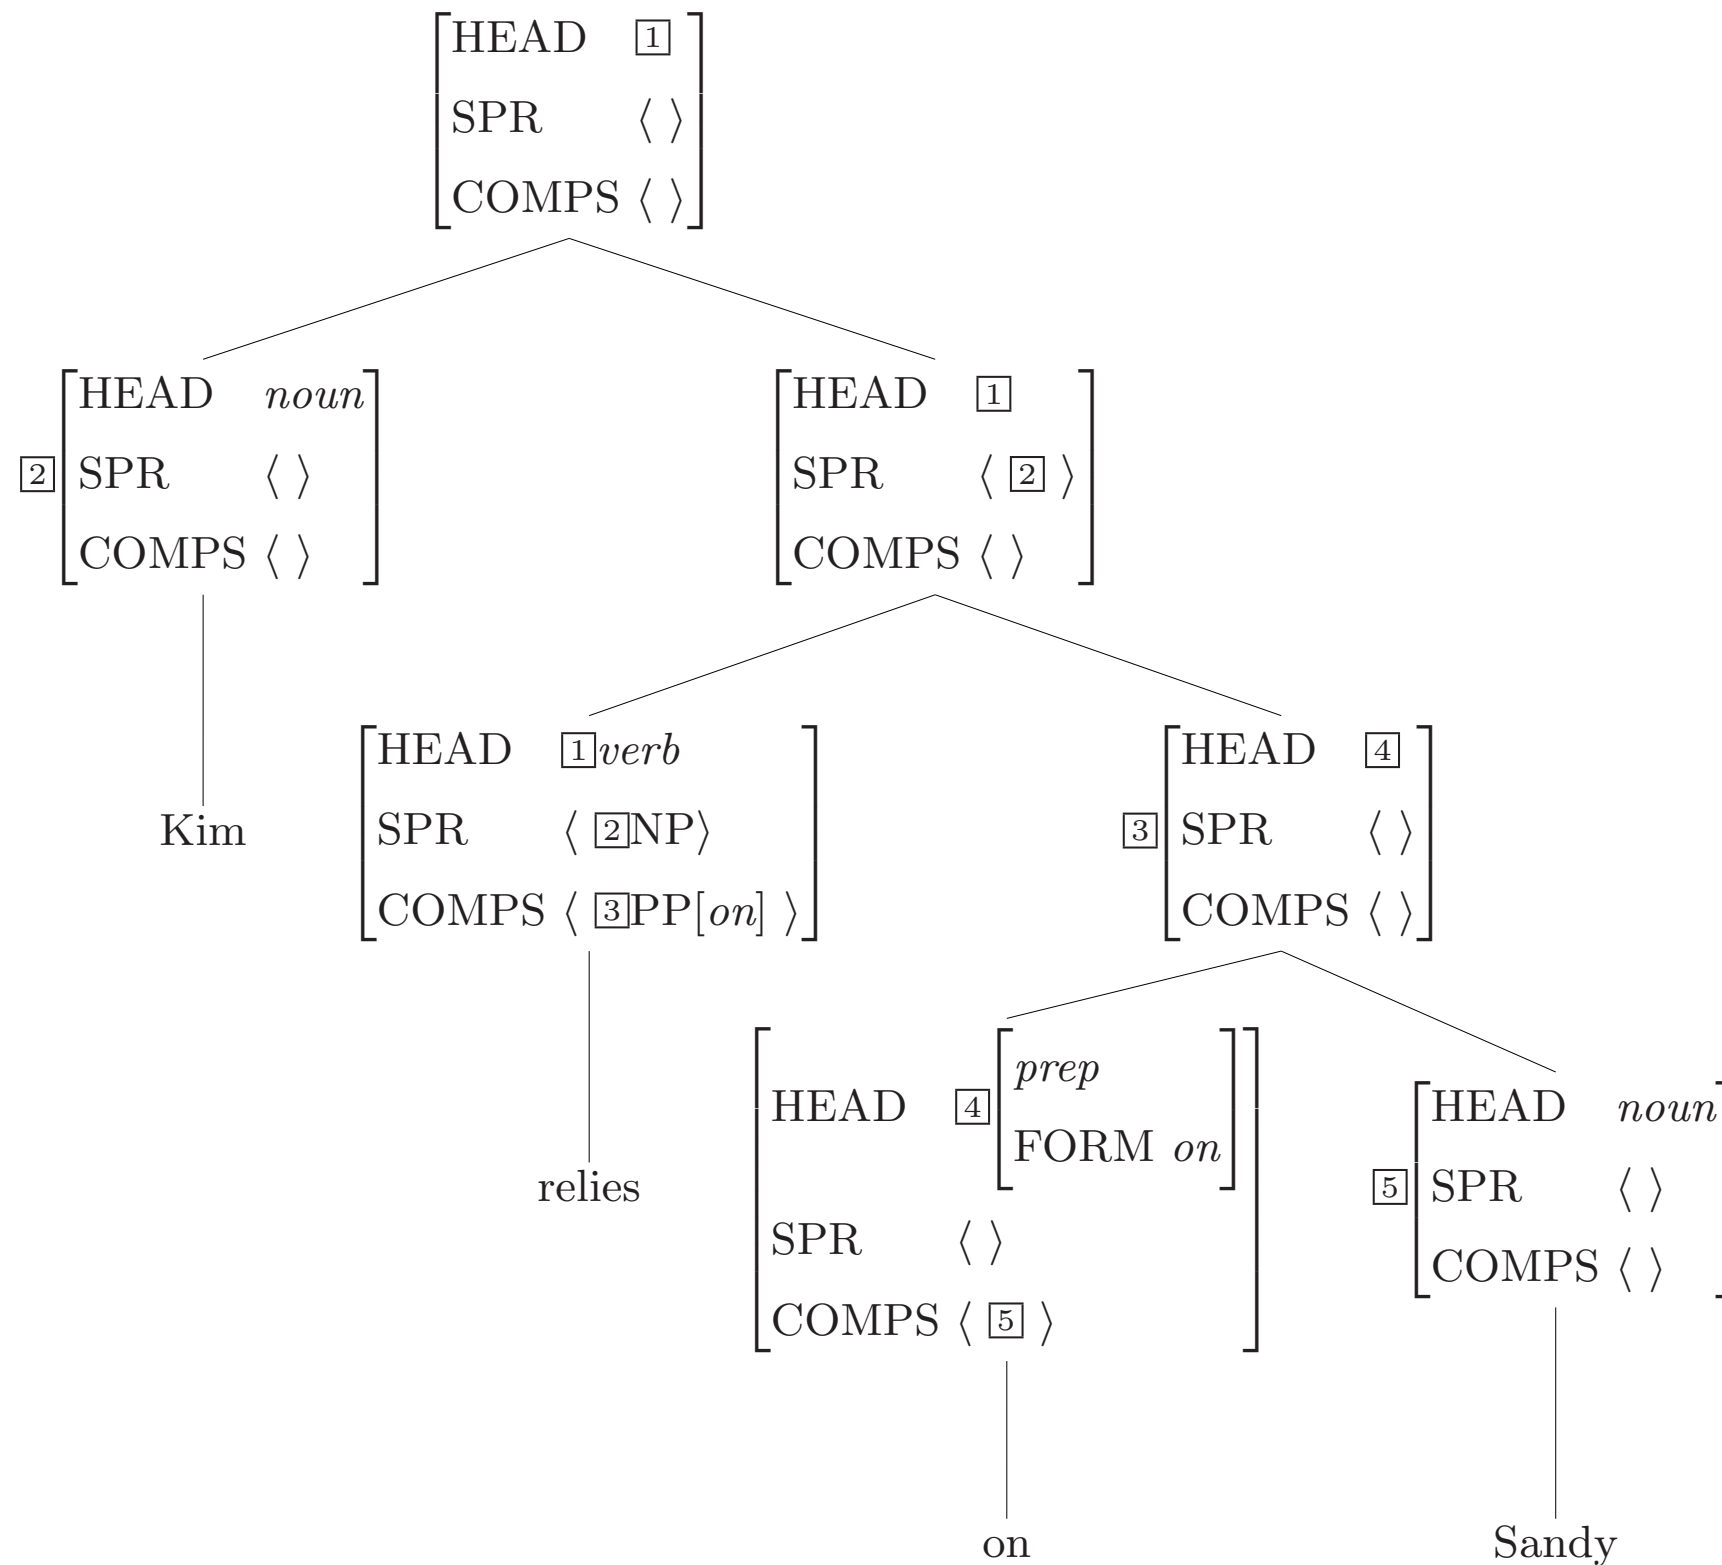 HEAD 1
SPR ⟨ ⟩
COMPS ⟨ ⟩
2
HEAD noun
SPR ⟨ ⟩
COMPS ⟨ ⟩
HEAD 1
SPR ⟨ 2 ⟩
COMPS ⟨ ⟩
Kim
HEAD 1 verb
SPR ⟨ 2 NP⟩
COMPS ⟨ 3 PP[on] ⟩
3
HEAD 4
SPR ⟨ ⟩
COMPS ⟨ ⟩
relies
HEAD 4 [prep
FORM on]
SPR ⟨ ⟩
COMPS ⟨ 5 ⟩
5
HEAD noun
SPR ⟨ ⟩
COMPS ⟨ ⟩
on
Sandy